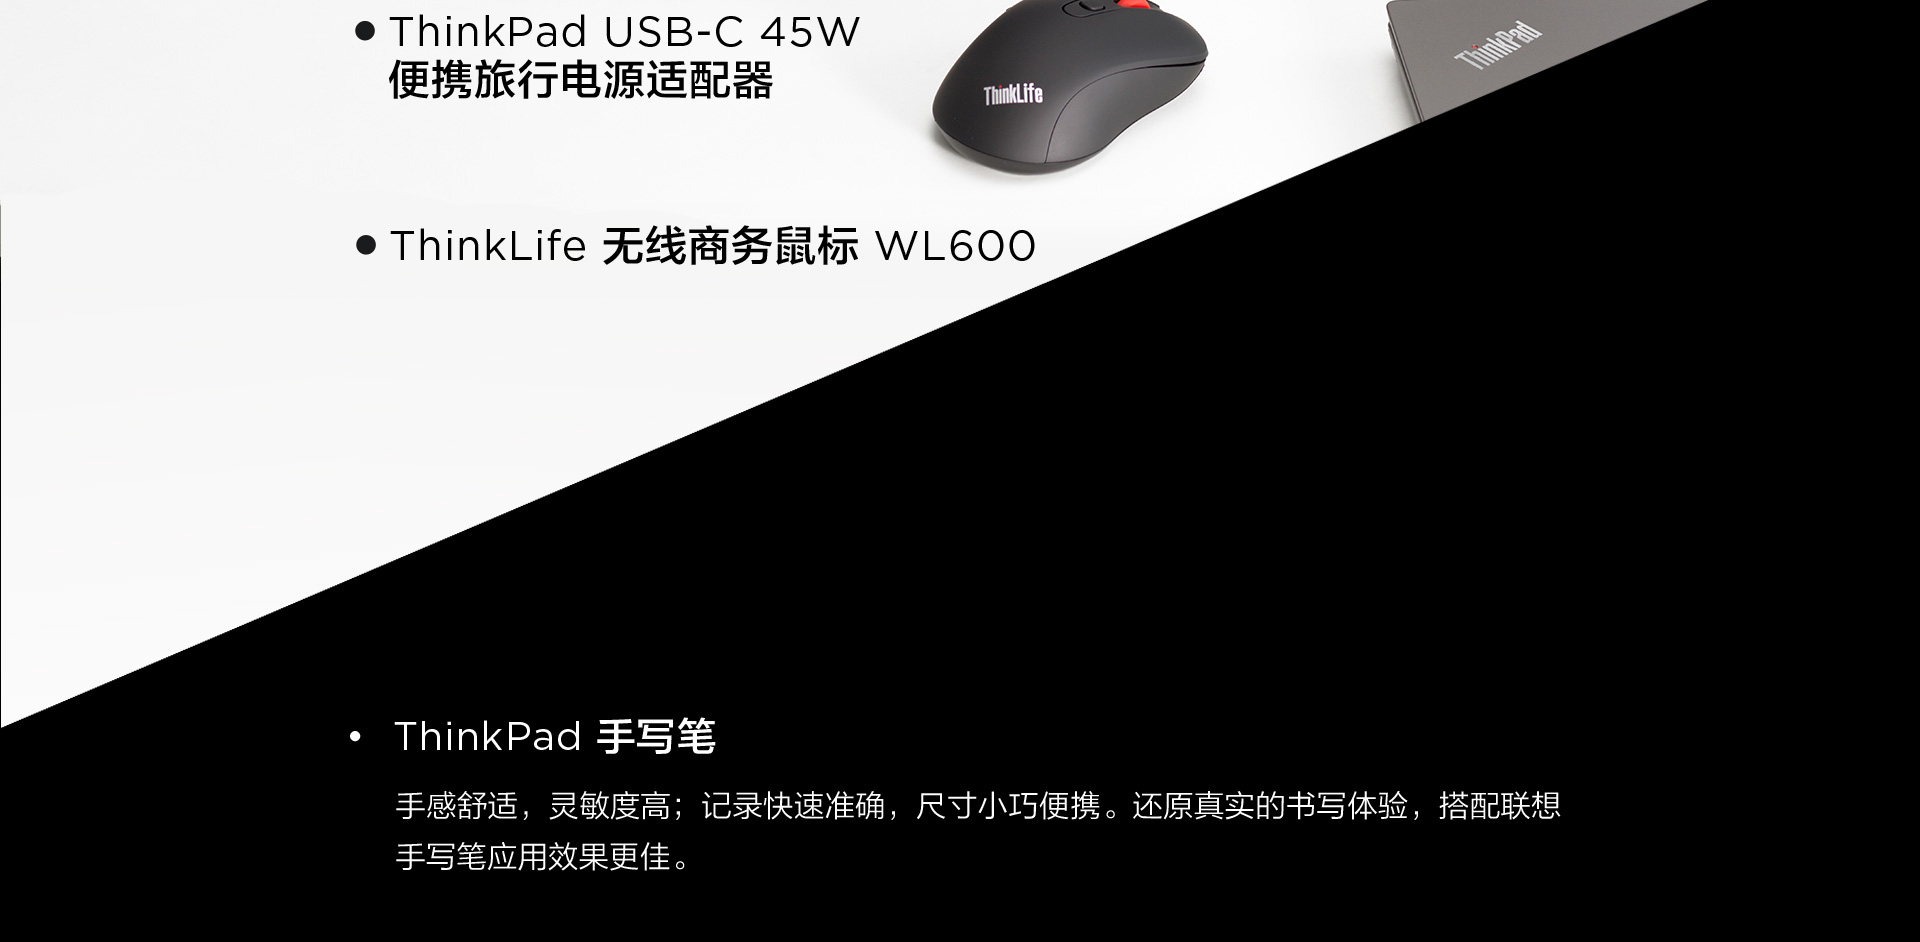 ThinkPad USB-C 45W
便携旅行电源适配器
ThinkLife
ThinkPad
ThinkLife 无线商务鼠标 WL600
ThinkPad 手写笔
手感舒适，灵敏度高；记录快速准确，尺寸小巧便携。还原真实的书写体验，搭配联想
手写笔应用效果更佳。